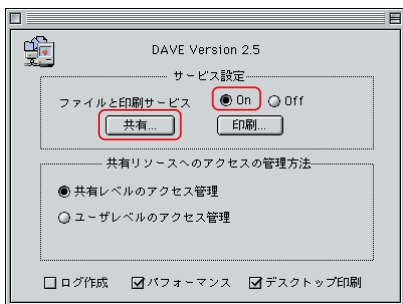 DAVE Version 2.5
サービス設定
ファイルと印刷サービス On Off
共有... 印刷...
共有リソースへのアクセスの管理方法
共有レベルのアクセス管理
ユーザレベルのアクセス管理
ログ作成 パフォーマンス デスクトップ印刷